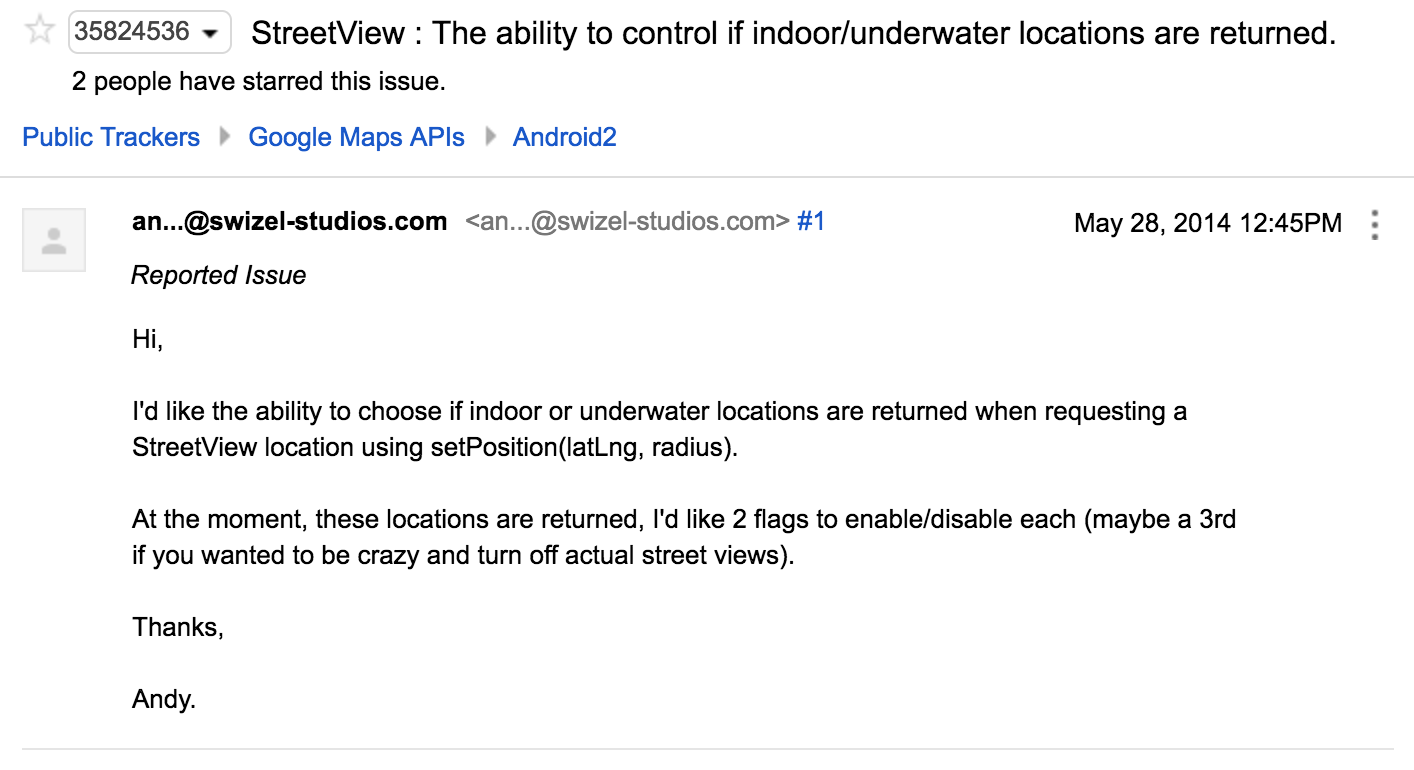 35824536 StreetView : The ability to control if indoor/underwater locations are returned.
2 people have starred this issue.
Public Trackers Google Maps APIs Android2
an...@swizel-studios.com <an...@swizel-studios.com> #1 May 28, 2014 12:45PM
Reported Issue
Hi,
I'd like the ability to choose if indoor or underwater locations are returned when requesting a
StreetView location using setPosition(latLng, radius).
At the moment, these locations are returned, I'd like 2 flags to enable/disable each (maybe a 3rd
if you wanted to be crazy and turn off actual street views).
Thanks,
Andy.